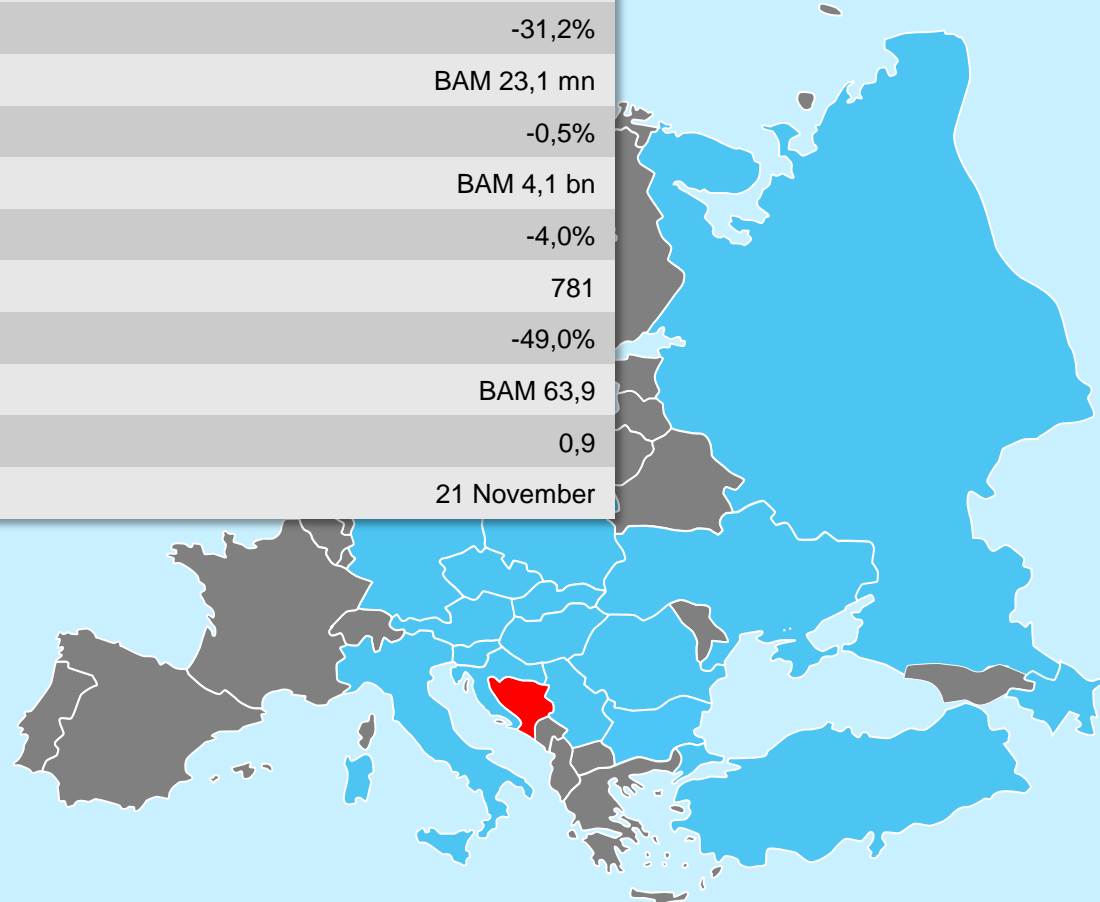 -31,2%
BAM 23,1 mn
-0,5%
BAM 4,1 bn
-4,0%
781
-49,0%
BAM 63,9
0,9
21 November